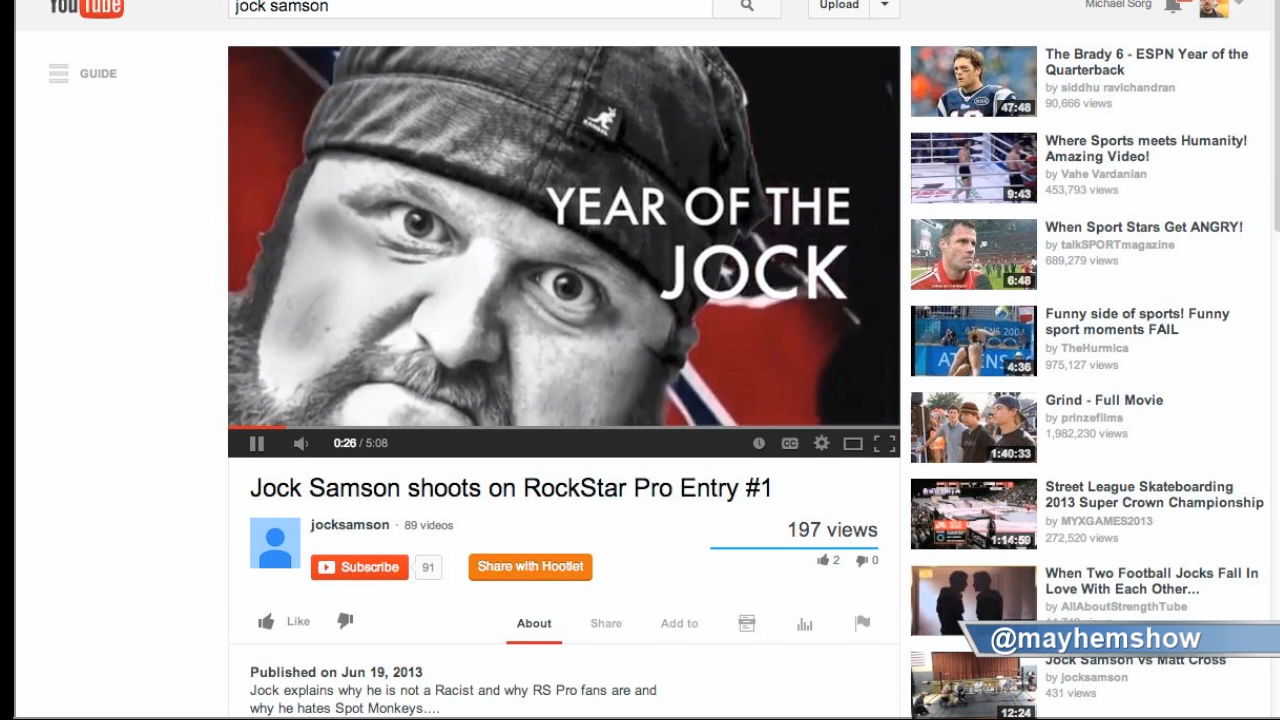 YouTube
jock samson
Upload
Michael Sorg
GUIDE
YEAR OF THE
JOCK
0:26 / 5:08
CC
Jock Samson shoots on RockStar Pro Entry #1
jocksamson · 89 videos
197 views
Subscribe 91
Share with Hootlet
2 0
Like
About Share Add to
Published on Jun 19, 2013
Jock explains why he is not a Racist and why RS Pro fans are and
why he hates Spot Monkeys....
The Brady 6 - ESPN Year of the
Quarterback
by siddhu ravichandran
90,666 views
47:48
Where Sports meets Humanity!
Amazing Video!
by Vahe Vardanian
453,793 views
9:43
When Sport Stars Get ANGRY!
by talkSPORTmagazine
689,279 views
6:48
Funny side of sports! Funny
sport moments FAIL
by TheHurmica
975,127 views
4:36
Grind - Full Movie
by prinzefilms
1,982,230 views
1:40:33
Street League Skateboarding
2013 Super Crown Championship
by MYXGAMES2013
272,520 views
1:14:59
When Two Football Jocks Fall In
Love With Each Other...
by AllAboutStrengthTube
@mayhemshow
Jock Samson vs Matt Cross
by jocksamson
431 views
12:24